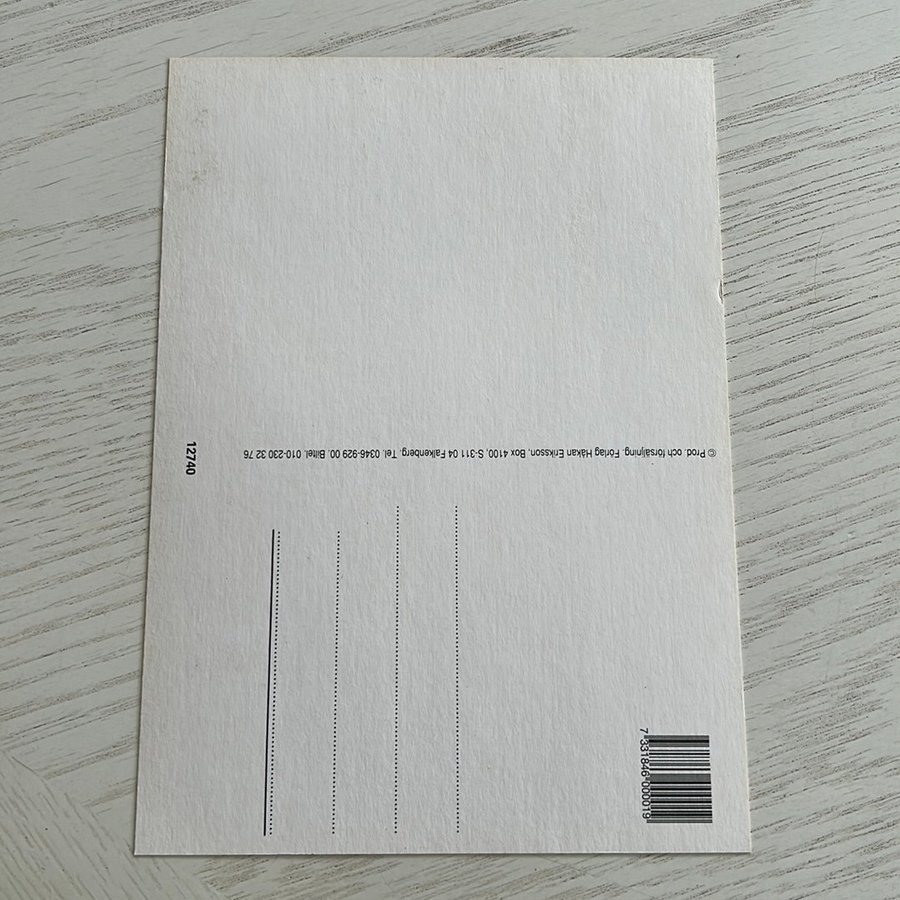 © Prod. och försäljning. Förlag Håkan Eriksson, Box 4100, S-311 04 Falkenberg. Tel. 0346-929 00, Biltel. 010-230 32 76
12740
7 331846 000019